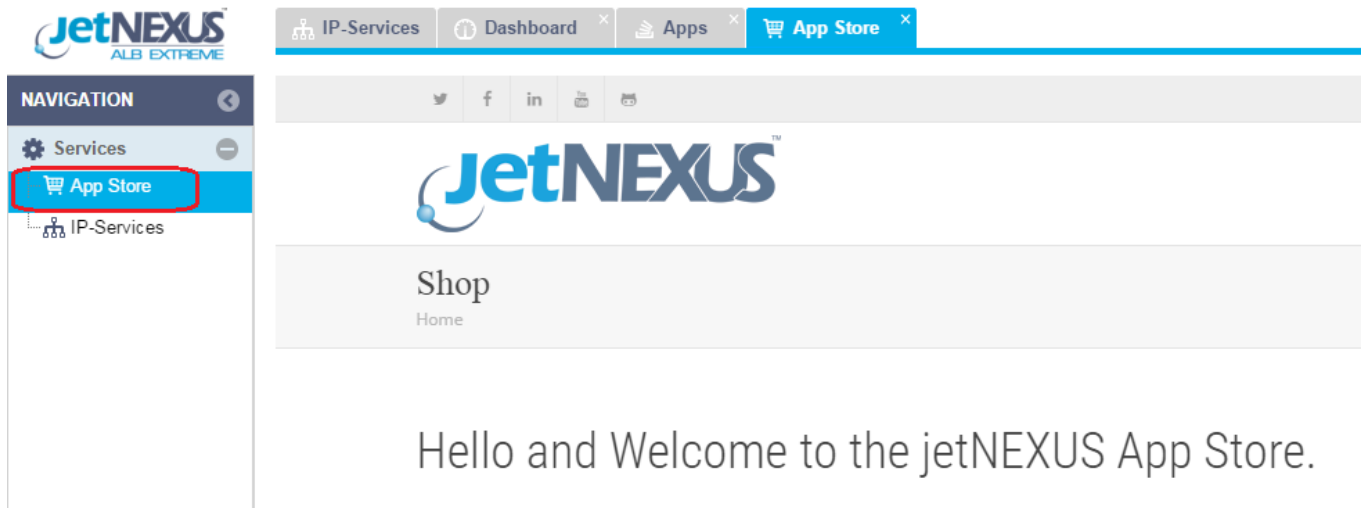 jetNEXUS
ALB EXTREME
IP-Services
Dashboard
Apps
App Store
NAVIGATION
Services
App Store
IP-Services
jetNEXUS™
Shop
Home
Hello and Welcome to the jetNEXUS App Store.